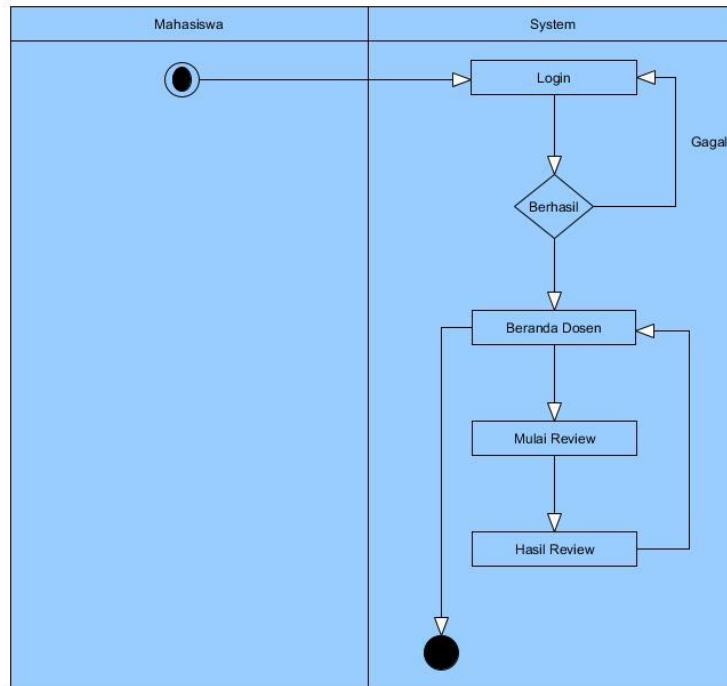 Mahasiswa
System
Login
Gagal
Berhasil
Beranda Dosen
Mulai Review
Hasil Review